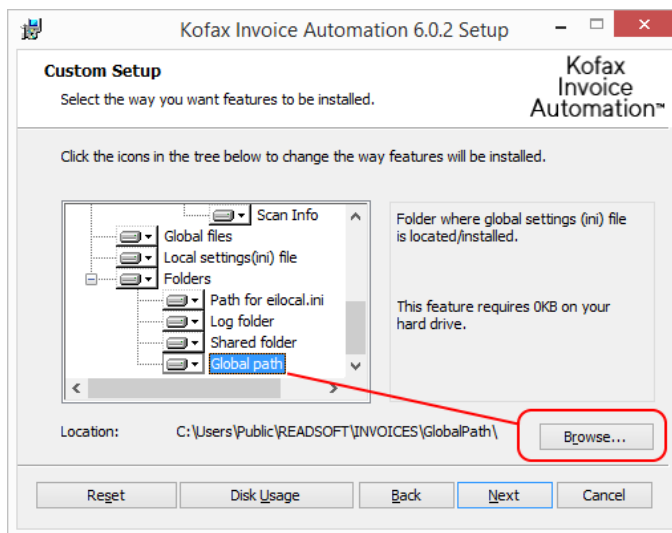 Kofax Invoice Automation 6.0.2 Setup
Custom Setup
Select the way you want features to be installed.
Kofax
Invoice
Automation™
Click the icons in the tree below to change the way features will be installed.
Scan Info
Global files
Local settings(ini) file
Folders
Path for eilocal.ini
Log folder
Shared folder
Global path
Folder where global settings (ini) file
is located/installed.
This feature requires 0KB on your
hard drive.
Location: C:\Users\Public\READSOFT\INVOICES\GlobalPath\ Browse...
Reset Disk Usage Back Next Cancel